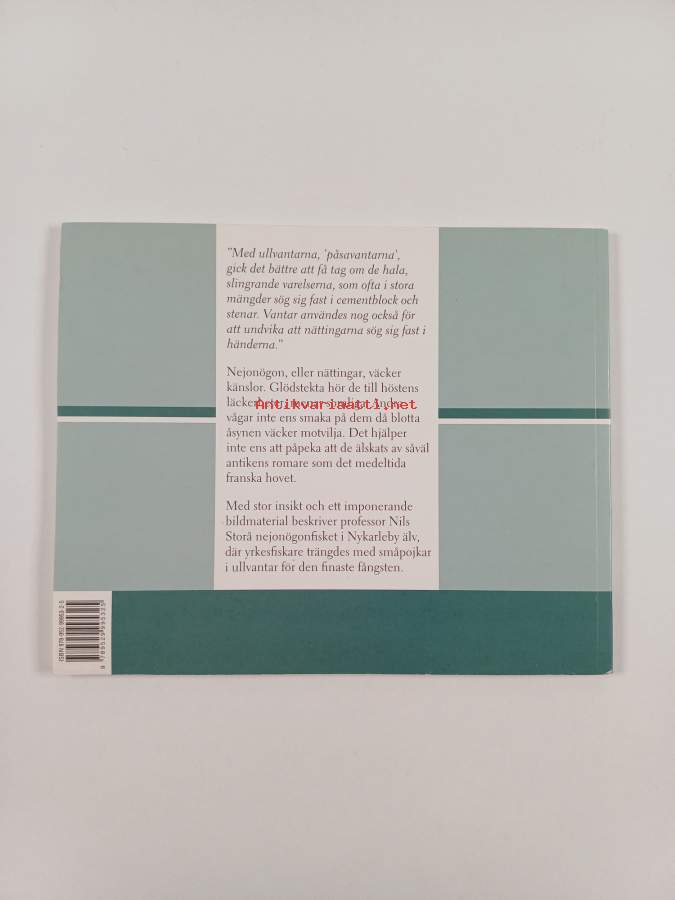 "Med ullvantarna, 'påsavantarna',
gick det bättre att få tag om de hala,
slingrande varelserna, som ofta i stora
mängder sög sig fast i cementblock och
stenar. Vantar användes nog också för
att undvika att nättingarna sög sig fast i
händerna."
Nejonögon, eller nättingar, väcker
känslor. Glödstekta hör de till höstens
Antikvariaatti.net
vågar inte ens smaka på dem då blotta
åsynen väcker motvilja. Det hjälper
inte ens att påpeka att de älskats av såväl
antikens romare som det medeltida
franska hovet.
Med stor insikt och ett imponerande
bildmaterial beskriver professor Nils
Storå nejonögonfisket i Nykarleby älv,
där yrkesfiskare trängdes med småpojkar
i ullvantar för den finaste fångsten.